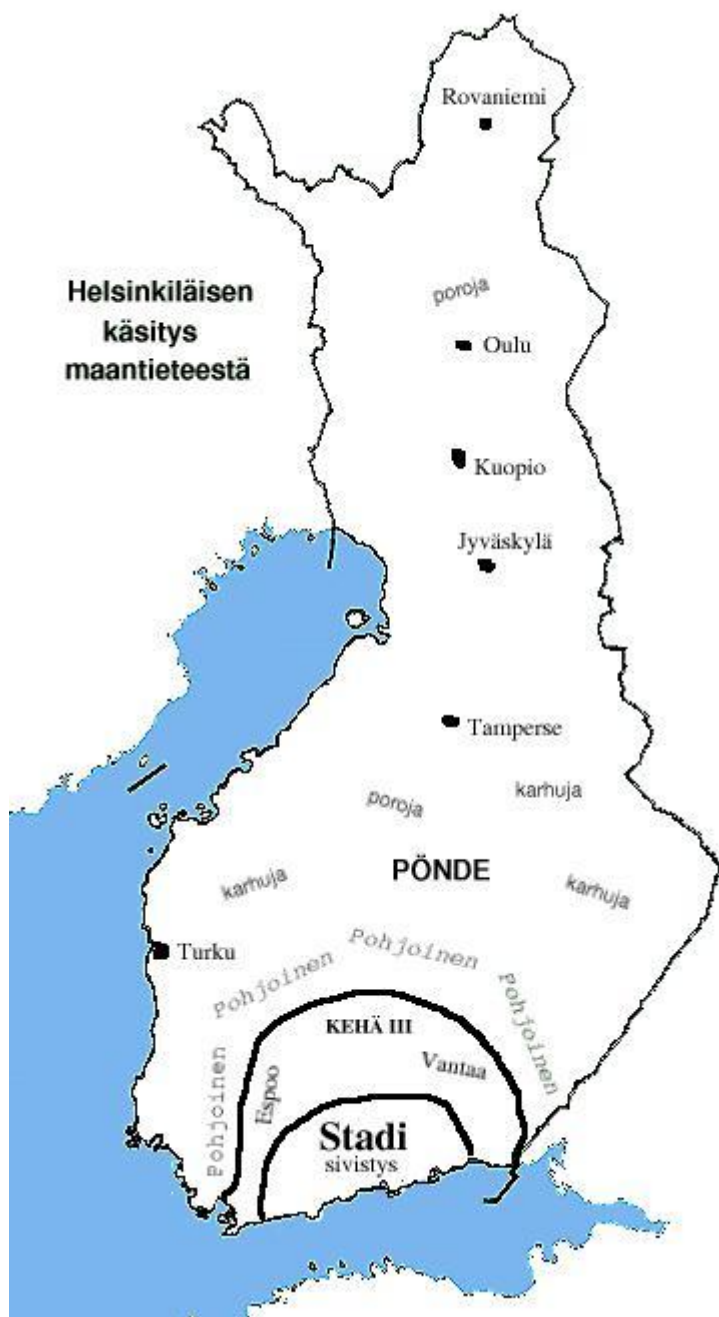 Rovaniemi
Helsinkiläisen
käsitys
maantieteestä
poroja
Oulu
Kuopio
Jyväskylä
Tamperse
poroja
karhuja
PÖNDE
karhuja
karhuja
Turku
Pohjoinen
Pohjoinen
Pohjoinen
Pohjoinen
KEHÄ III
Espoo
Vantaa
Stadi
sivistys